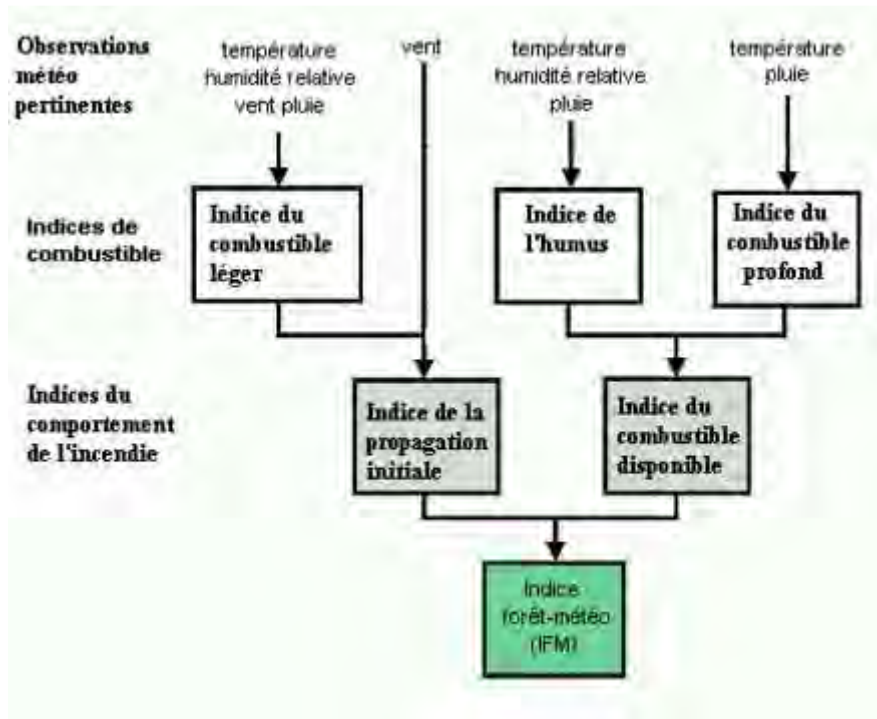 Observations
météo
pertinentes
température
humidité relative
vent pluie
vent
température
humidité relative
pluie
température
pluie
Indices de
combustible
Indice du
combustible
léger
Indice de
l'humus
Indice du
combustible
profond
Indices du
comportement
de l'incendie
Indice de la
propagation
initiale
Indice du
combustible
disponible
Indice
forêt-météo
(IFM)